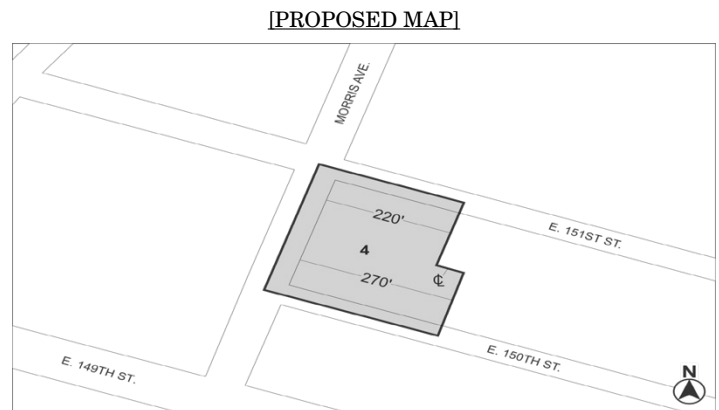 [PROPOSED MAP]
MORRIS AVE.
220'
E. 151ST ST.
4
270'
℄
E. 150TH ST.
E. 149TH ST.
N